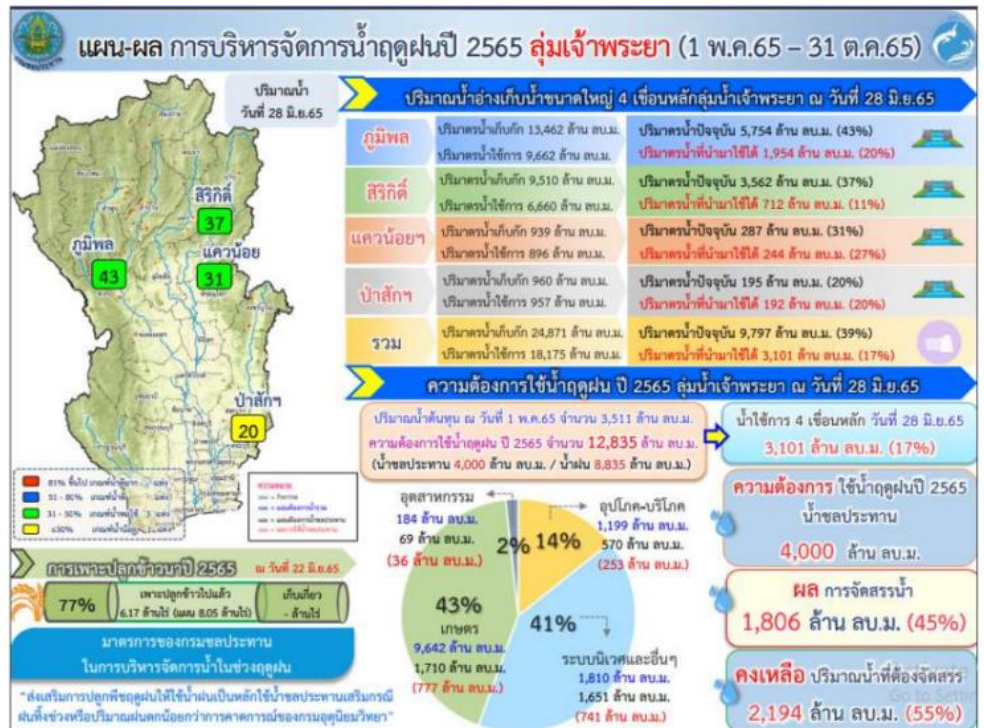 แผน-ผล การบริหารจัดการน้ำฤดูฝนปี 2565 ลุ่มเจ้าพระยา (1 พ.ค.65 – 31 ต.ค.65)
ปริมาณน้ำ
วันที่ 28 มิ.ย.65
สิริกิติ์
37
ภูมิพล
43
แควน้อย
31
ป่าสักฯ
20
ปริมาณน้ำอ่างเก็บน้ำขนาดใหญ่ 4 เขื่อนหลักลุ่มน้ำเจ้าพระยา ณ วันที่ 28 มิ.ย.65
ภูมิพล
ปริมาตรน้ำเก็บกัก 13,462 ล้าน ลบ.ม.
ปริมาตรน้ำใช้การ 9,662 ล้าน ลบ.ม.
ปริมาตรน้ำปัจจุบัน 5,754 ล้าน ลบ.ม. (43%)
ปริมาตรน้ำที่นำมาใช้ได้ 1,954 ล้าน ลบ.ม. (20%)
สิริกิติ์
ปริมาตรน้ำเก็บกัก 9,510 ล้าน ลบ.ม.
ปริมาตรน้ำใช้การ 6,660 ล้าน ลบ.ม.
ปริมาตรน้ำปัจจุบัน 3,562 ล้าน ลบ.ม. (37%)
ปริมาตรน้ำที่นำมาใช้ได้ 712 ล้าน ลบ.ม. (11%)
แควน้อยฯ
ปริมาตรน้ำเก็บกัก 939 ล้าน ลบ.ม.
ปริมาตรน้ำใช้การ 896 ล้าน ลบ.ม.
ปริมาตรน้ำปัจจุบัน 287 ล้าน ลบ.ม. (31%)
ปริมาตรน้ำที่นำมาใช้ได้ 244 ล้าน ลบ.ม. (27%)
ป่าสักฯ
ปริมาตรน้ำเก็บกัก 960 ล้าน ลบ.ม.
ปริมาตรน้ำใช้การ 957 ล้าน ลบ.ม.
ปริมาตรน้ำปัจจุบัน 195 ล้าน ลบ.ม. (20%)
ปริมาตรน้ำที่นำมาใช้ได้ 192 ล้าน ลบ.ม. (20%)
รวม
ปริมาตรน้ำเก็บกัก 24,871 ล้าน ลบ.ม.
ปริมาตรน้ำใช้การ 18,175 ล้าน ลบ.ม.
ปริมาตรน้ำปัจจุบัน 9,797 ล้าน ลบ.ม. (39%)
ปริมาตรน้ำที่นำมาใช้ได้ 3,101 ล้าน ลบ.ม. (17%)
ความต้องการใช้น้ำฤดูฝน ปี 2565 ลุ่มน้ำเจ้าพระยา ณ วันที่ 28 มิ.ย.65
ปริมาณน้ำต้นทุน ณ วันที่ 1 พ.ค.65 จำนวน 3,511 ล้าน ลบ.ม.
ความต้องการใช้น้ำฤดูฝน ปี 2565 จำนวน 12,835 ล้าน ลบ.ม.
(น้ำชลประทาน 4,000 ล้าน ลบ.ม. / น้ำฝน 8,835 ล้าน ลบ.ม.)
น้ำใช้การ 4 เขื่อนหลัก วันที่ 28 มิ.ย.65
3,101 ล้าน ลบ.ม. (17%)
อุตสาหกรรม
184 ล้าน ลบ.ม.
69 ล้าน ลบ.ม.
(36 ล้าน ลบ.ม.)
2%
14%
อุปโภค-บริโภค
1,199 ล้าน ลบ.ม.
570 ล้าน ลบ.ม.
(253 ล้าน ลบ.ม.)
43%
เกษตร
9,642 ล้าน ลบ.ม.
1,710 ล้าน ลบ.ม.
(777 ล้าน ลบ.ม.)
41%
ระบบนิเวศและอื่นๆ
1,810 ล้าน ลบ.ม.
1,651 ล้าน ลบ.ม.
(741 ล้าน ลบ.ม.)
ความต้องการ ใช้น้ำฤดูฝนปี 2565
น้ำชลประทาน
4,000 ล้าน ลบ.ม.
ผล การจัดสรรน้ำ
1,806 ล้าน ลบ.ม. (45%)
คงเหลือ ปริมาณน้ำที่ต้องจัดสรร
2,194 ล้าน ลบ.ม. (55%)
การเพาะปลูกข้าวนาปี 2565 ณ วันที่ 22 มิ.ย.65
77%
เพาะปลูกข้าวไปแล้ว
6.17 ล้านไร่ (แผน 8.05 ล้านไร่)
เก็บเกี่ยว
- ล้านไร่
มาตรการของกรมชลประทาน
ในการบริหารจัดการน้ำในช่วงฤดูฝน
"ส่งเสริมการปลูกพืชฤดูฝนให้ใช้น้ำฝนเป็นหลักใช้น้ำชลประทานเสริมกรณี
ฝนทิ้งช่วงหรือปริมาณฝนตกน้อยกว่าการคาดการณ์ของกรมอุตุนิยมวิทยา"